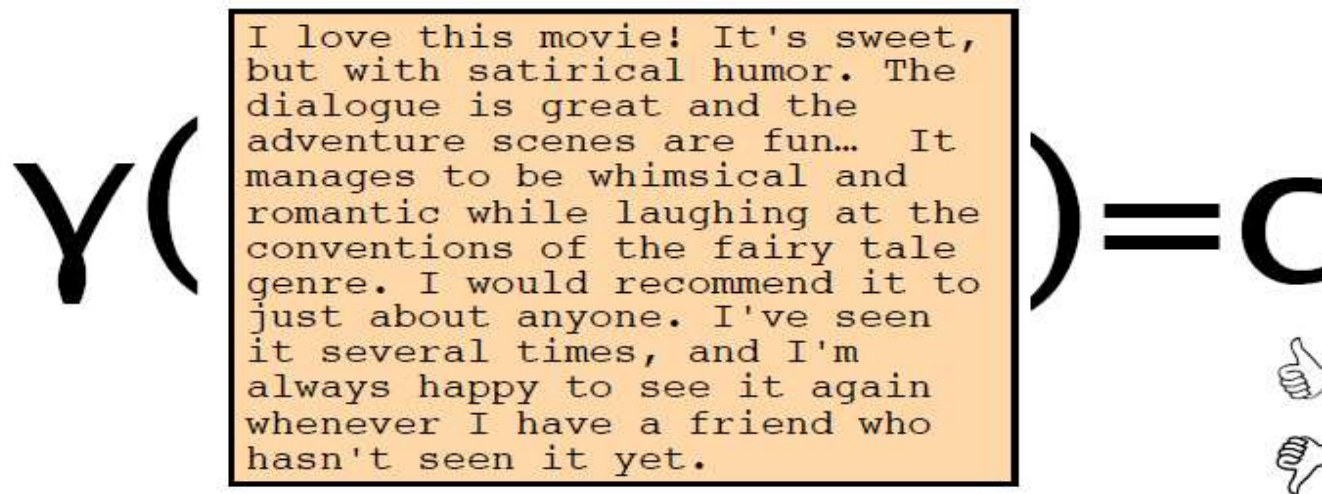 γ(
I love this movie! It's sweet,
but with satirical humor. The
dialogue is great and the
adventure scenes are fun… It
manages to be whimsical and
romantic while laughing at the
conventions of the fairy tale
genre. I would recommend it to
just about anyone. I've seen
it several times, and I'm
always happy to see it again
whenever I have a friend who
hasn't seen it yet.
)=c